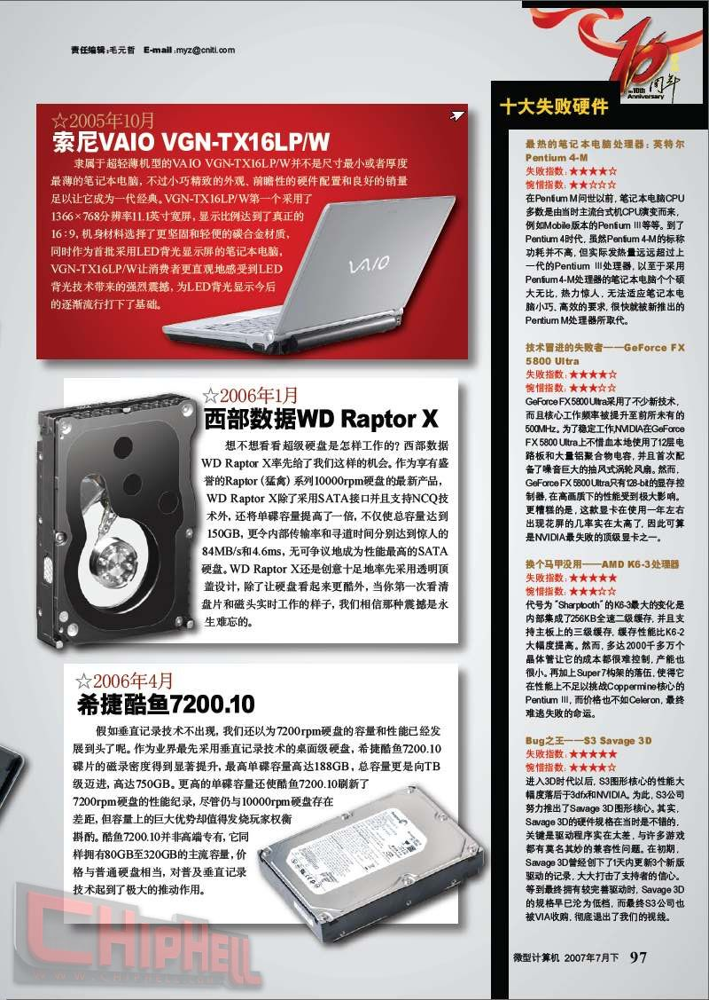 责任编辑:毛元哲 E-mail:myz@cniti.com
10周年
The 10th
Anniversary
☆2005年10月
索尼VAIO VGN-TX16LP/W
隶属于超轻薄机型的VAIO VGN-TX16LP/W并不是尺寸最小或者厚度
最薄的笔记本电脑，不过小巧精致的外观、前瞻性的硬件配置和良好的销量
足以让它成为一代经典。VGN-TX16LP/W第一个采用了
1366×768分辨率11.1英寸宽屏，显示比例达到了真正的
16:9，机身材料选择了更坚固和轻便的碳合金材质，
同时作为首批采用LED背光显示屏的笔记本电脑，
VGN-TX16LP/W让消费者更直观地感受到LED
背光技术带来的强烈震撼，为LED背光显示今后
的逐渐流行打下了基础。
VAIO
☆2006年1月
西部数据WD Raptor X
想不想看看超级硬盘是怎样工作的？西部数据
WD Raptor X率先给了我们这样的机会。作为享有盛
誉的Raptor（猛禽）系列10000rpm硬盘的最新产品，
WD Raptor X除了采用SATA接口并且支持NCQ技
术外，还将单碟容量提高了一倍，不仅使总容量达到
150GB，更令内部传输率和寻道时间分别达到惊人的
84MB/s和4.6ms，无可争议地成为性能最高的SATA
硬盘。WD Raptor X还是创意十足地率先采用透明顶
盖设计，除了让硬盘看起来更酷外，当你第一次看清
盘片和磁头实时工作的样子，我们相信那种震撼是永
生难忘的。
☆2006年4月
希捷酷鱼7200.10
假如垂直记录技术不出现，我们还以为7200rpm硬盘的容量和性能已经发
展到头了呢。作为业界最先采用垂直记录技术的桌面级硬盘，希捷酷鱼7200.10
碟片的磁录密度得到显著提升，最高单碟容量高达188GB，总容量更是向TB
级迈进，高达750GB。更高的单碟容量还使酷鱼7200.10刷新了
7200rpm硬盘的性能纪录，尽管仍与10000rpm硬盘存在
差距，但容量上的巨大优势却值得发烧玩家权衡
斟酌。酷鱼7200.10并非高端专有，它同
样拥有80GB至320GB的主流容量，价
格与普通硬盘相当，对普及垂直记录
技术起到了极大的推动作用。
十大失败硬件
最热的笔记本电脑处理器：英特尔
Pentium 4-M
失败指数：★★★★☆
惋惜指数：★★☆☆☆
在Pentium M问世以前，笔记本电脑CPU
多数是由当时主流台式机CPU演变而来，
例如Mobile版本的Pentium Ⅲ等等。到了
Pentium 4时代，虽然Pentium 4-M的标称
功耗并不高，但实际发热量远远超过上
一代的Pentium Ⅲ处理器，以至于采用
Pentium 4-M处理器的笔记本电脑个个硕
大无比，热力惊人，无法适应笔记本电
脑小巧、高效的要求，很快就被新推出的
Pentium M处理器所取代。
技术冒进的失败者——GeForce FX
5800 Ultra
失败指数：★★★★☆
惋惜指数：★★★☆☆
GeForce FX 5800 Ultra采用了不少新技术，
而且核心工作频率被提升至前所未有的
500MHz。为了稳定工作，NVIDIA在GeForce
FX 5800 Ultra上不惜血本地使用了12层电
路板和大量铝聚合物电容，并且首次配
备了噪音巨大的抽风式涡轮风扇。然而，
GeForce FX 5800 Ultra只有128-bit的显存控
制器，在高画质下的性能受到极大影响。
更糟糕的是，这款显卡在使用一年左右
出现花屏的几率实在太高了，因此可算
是NVIDIA最失败的顶级显卡之一。
换个马甲没用——AMD K6-3处理器
失败指数：★★★★★
惋惜指数：★★★☆☆
代号为“Sharptooth”的K6-3最大的变化是
内部集成了256KB全速二级缓存，并且支
持主板上的三级缓存，缓存性能比K6-2
大幅度提高。然而，多达2000千多万个
晶体管让它的成本都很难控制，产能也
很小。再加上Super 7构架的落伍，使得它
在性能上不足以挑战Coppermine核心的
Pentium Ⅲ，而价格也不如Celeron，最终
难逃失败的命运。
Bug之王——S3 Savage 3D
失败指数：★★★★★
惋惜指数：★★★★☆
进入3D时代以后，S3图形核心的性能大
幅度落后于3dfx和NVIDIA。为此，S3公司
努力推出了Savage 3D图形核心。其实，
Savage 3D的硬件规格在当时是不错的，
关键是驱动程序实在太差，与许多游戏
都有莫名其妙的兼容性问题。在初期，
Savage 3D曾经创下了1天内更新3个新版
驱动的记录，大大打击了支持者的信心。
等到最终拥有较完善驱动时，Savage 3D
的规格早已沦为低档，而最终S3公司也
被VIA收购，彻底退出了我们的视线。
CHIPHELL
WWW.CHIPHELL.COM
微型计算机 2007年7月下 97